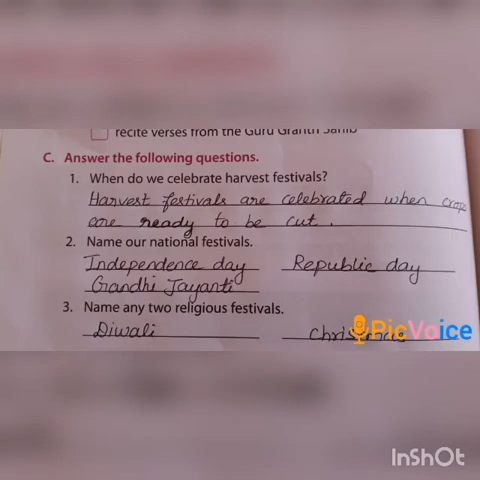 recite verses from the Guru Granth Sahib
C. Answer the following questions.
1. When do we celebrate harvest festivals?
Harvest festivals are celebrated when crops
are ready to be cut.
2. Name our national festivals.
Independence day Republic day
Gandhi Jayanti
3. Name any two religious festivals.
Diwali Christmas
PicVoice
InShOt